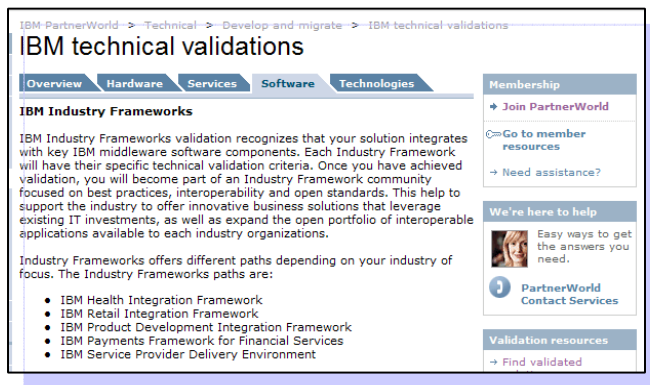 IBM PartnerWorld > Technical > Develop and migrate > IBM technical validations
IBM technical validations
Overview Hardware Services Software Technologies
IBM Industry Frameworks
IBM Industry Frameworks validation recognizes that your solution integrates
with key IBM middleware software components. Each Industry Framework
will have their specific technical validation criteria. Once you have achieved
validation, you will become part of an Industry Framework community
focused on best practices, interoperability and open standards. This help to
support the industry to offer innovative business solutions that leverage
existing IT investments, as well as expand the open portfolio of interoperable
applications available to each industry organizations.
Industry Frameworks offers different paths depending on your industry of
focus. The Industry Frameworks paths are:
• IBM Health Integration Framework
• IBM Retail Integration Framework
• IBM Product Development Integration Framework
• IBM Payments Framework for Financial Services
• IBM Service Provider Delivery Environment
Membership
Join PartnerWorld
Go to member
resources
Need assistance?
We're here to help
Easy ways to get
the answers you
need.
PartnerWorld
Contact Services
Validation resources
Find validated